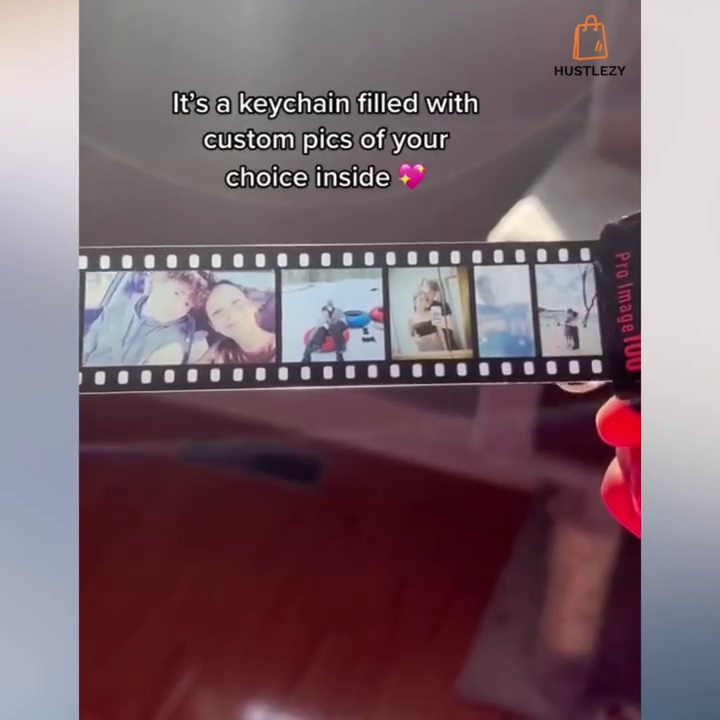 HUSTLEZY
It's a keychain filled with
custom pics of your
choice inside 💖
Pro Image 100